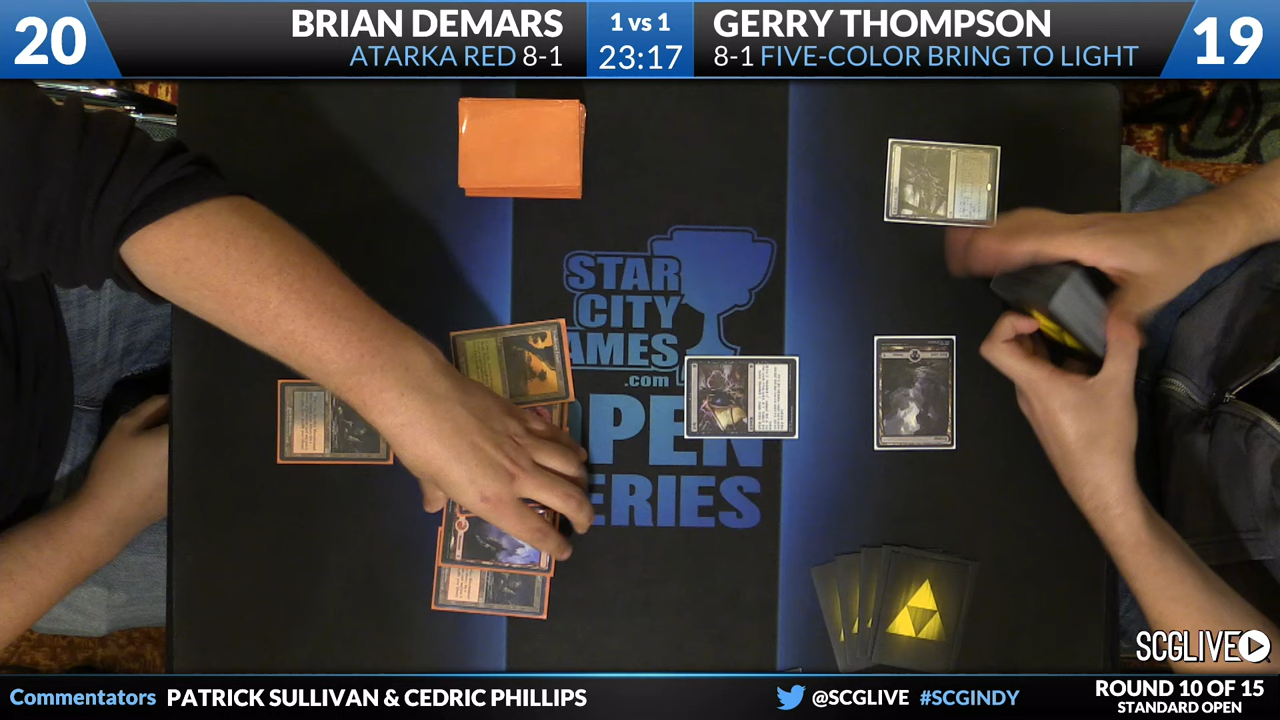 20
BRIAN DEMARS
ATARKA RED 8-1
1 vs 1
23:17
GERRY THOMPSON
8-1 FIVE-COLOR BRING TO LIGHT
19
STAR
CITY
AMES
.com
OPEN
ERIES
SCGLIVE
Commentators PATRICK SULLIVAN & CEDRIC PHILLIPS
@SCGLIVE #SCGINDY
ROUND 10 OF 15
STANDARD OPEN